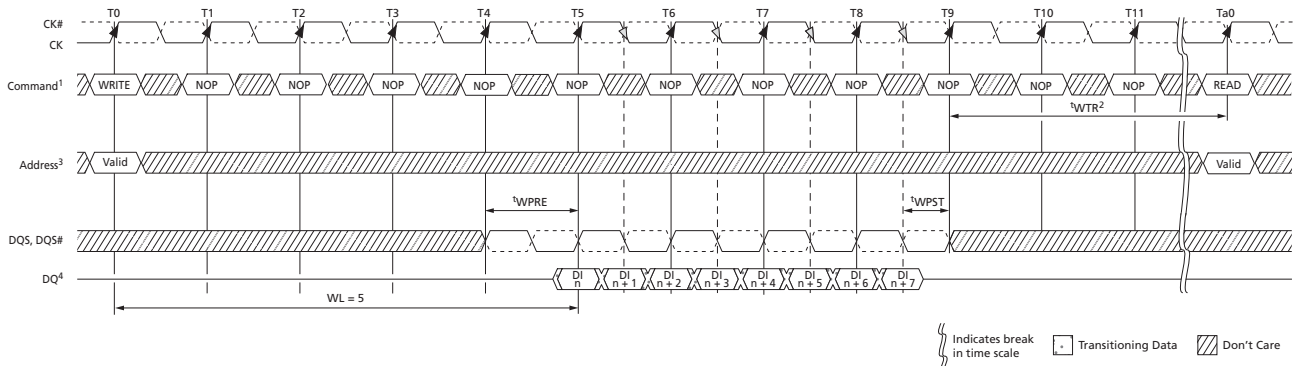 T0 T1 T2 T3 T4 T5 T6 T7 T8 T9 T10 T11 Ta0
CK#
CK
Command1 WRITE NOP NOP NOP NOP NOP NOP NOP NOP NOP NOP NOP READ
tWTR2
Address3 Valid Valid
tWPRE tWPST
DQS, DQS#
DQ4 DI n DI n + 1 DI n + 2 DI n + 3 DI n + 4 DI n + 5 DI n + 6 DI n + 7
WL = 5
Indicates break
in time scale
Transitioning Data
Don't Care